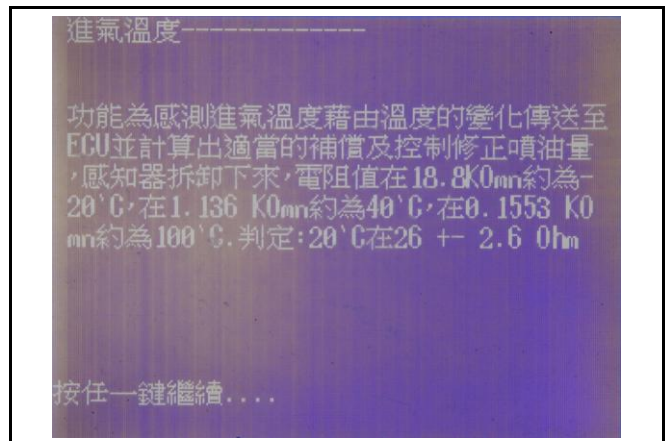 進氣溫度-------------
功能為感測進氣溫度藉由溫度的變化傳送至
ECU並計算出適當的補償及控制修正噴油量
,感知器拆卸下來,電阻值在18.8KOmn約為-
20`C,在1.136 KOmn約為40`C,在0.1553 KO
mn約為100`C.判定:20`C在26 +- 2.6 Ohm
按任一鍵繼續....